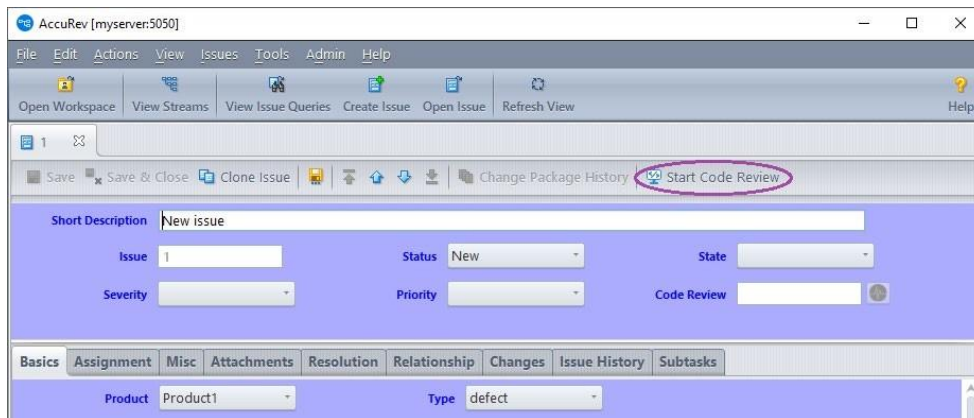 AccuRev [myserver:5050]
File Edit Actions View Issues Tools Admin Help
Open Workspace View Streams View Issue Queries Create Issue Open Issue Refresh View Help
1
Save Save & Close Clone Issue Change Package History Start Code Review
Short Description New issue
Issue 1 Status New State
Severity Priority Code Review
Basics Assignment Misc Attachments Resolution Relationship Changes Issue History Subtasks
Product Product1 Type defect